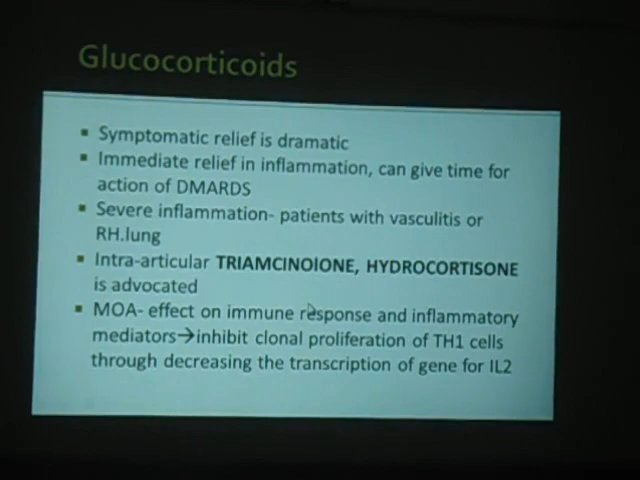 Glucocorticoids
▪ Symptomatic relief is dramatic
▪ Immediate relief in inflammation, can give time for
action of DMARDS
▪ Severe inflammation- patients with vasculitis or
RH.lung
▪ Intra-articular TRIAMCINOlONE, HYDROCORTISONE
is advocated
▪ MOA- effect on immune response and inflammatory
mediators→inhibit clonal proliferation of TH1 cells
through decreasing the transcription of gene for IL2